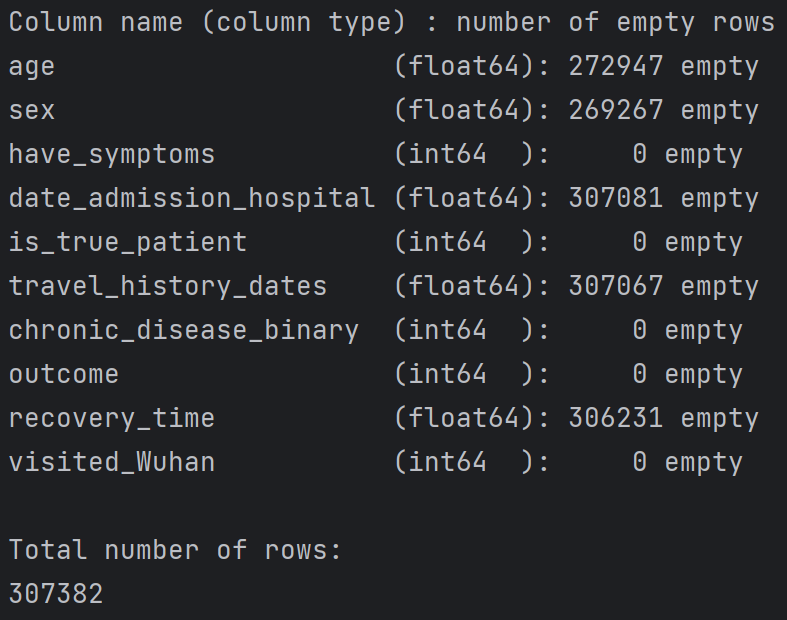 Column name (column type) : number of empty rows
age                     (float64): 272947 empty
sex                     (float64): 269267 empty
have_symptoms           (int64  ):      0 empty
date_admission_hospital (float64): 307081 empty
is_true_patient         (int64  ):      0 empty
travel_history_dates    (float64): 307067 empty
chronic_disease_binary  (int64  ):      0 empty
outcome                 (int64  ):      0 empty
recovery_time           (float64): 306231 empty
visited_Wuhan           (int64  ):      0 empty

Total number of rows:
307382